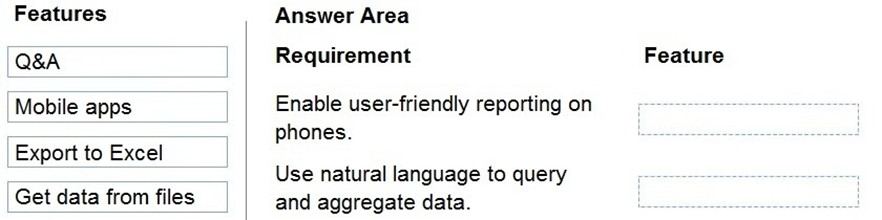 Features
Q&A
Mobile apps
Export to Excel
Get data from files
Answer Area
Requirement
Feature
Enable user-friendly reporting on
phones.
Use natural language to query
and aggregate data.